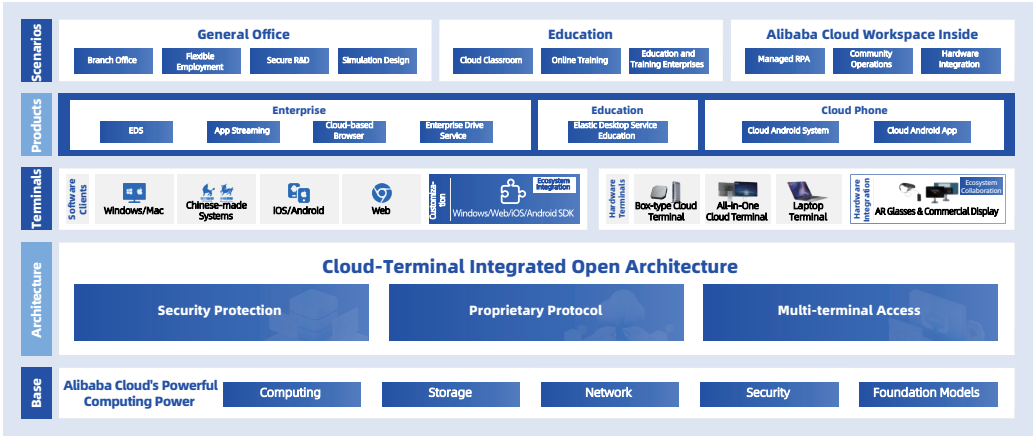 Scenarios
General Office
Branch Office
Flexible
Employment
Secure R&D
Simulation Design
Education
Cloud Classroom
Online Training
Education and
Training Enterprises
Alibaba Cloud Workspace Inside
Managed RPA
Community
Operations
Hardware
Integration
Products
Enterprise
EDS
App Streaming
Cloud-based
Browser
Enterprise Drive
Service
Education
Elastic Desktop Service
Education
Cloud Phone
Cloud Android System
Cloud Android App
Terminals
Software
Clients
Windows/Mac
Chinese-made
Systems
iOS/Android
Web
Customiza-
tion
Ecosystem
Integration
Windows/Web/iOS/Android SDK
Hardware
Terminals
Box-type Cloud
Terminal
All-in-One
Cloud Terminal
Laptop
Terminal
Hardware
Integration
Ecosystem
Collaboration
AR Glasses & Commercial Display
Architecture
Cloud-Terminal Integrated Open Architecture
Security Protection
Proprietary Protocol
Multi-terminal Access
Base
Alibaba Cloud's Powerful
Computing Power
Computing
Storage
Network
Security
Foundation Models